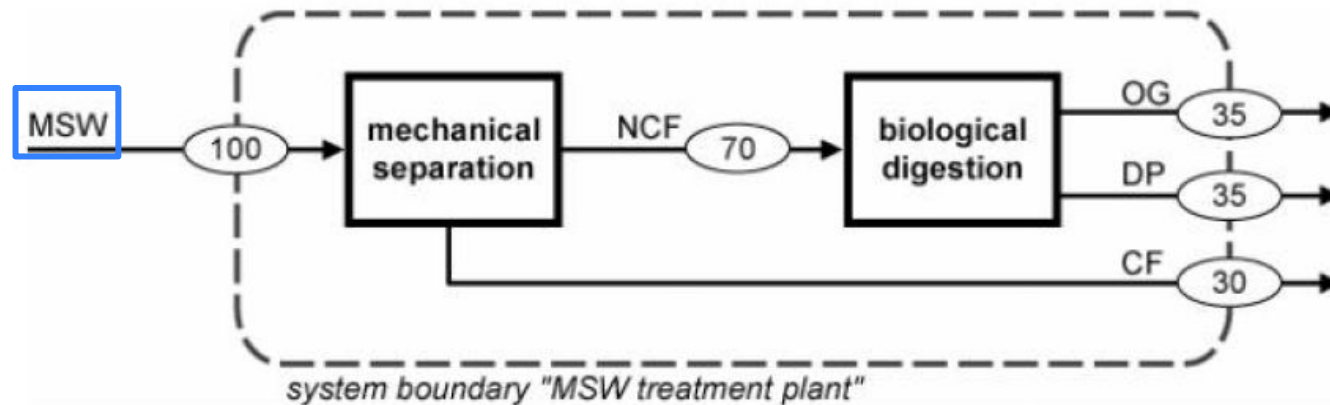 MSW
100
mechanical
separation
NCF
70
biological
digestion
OG
35
DP
35
CF
30
system boundary "MSW treatment plant"